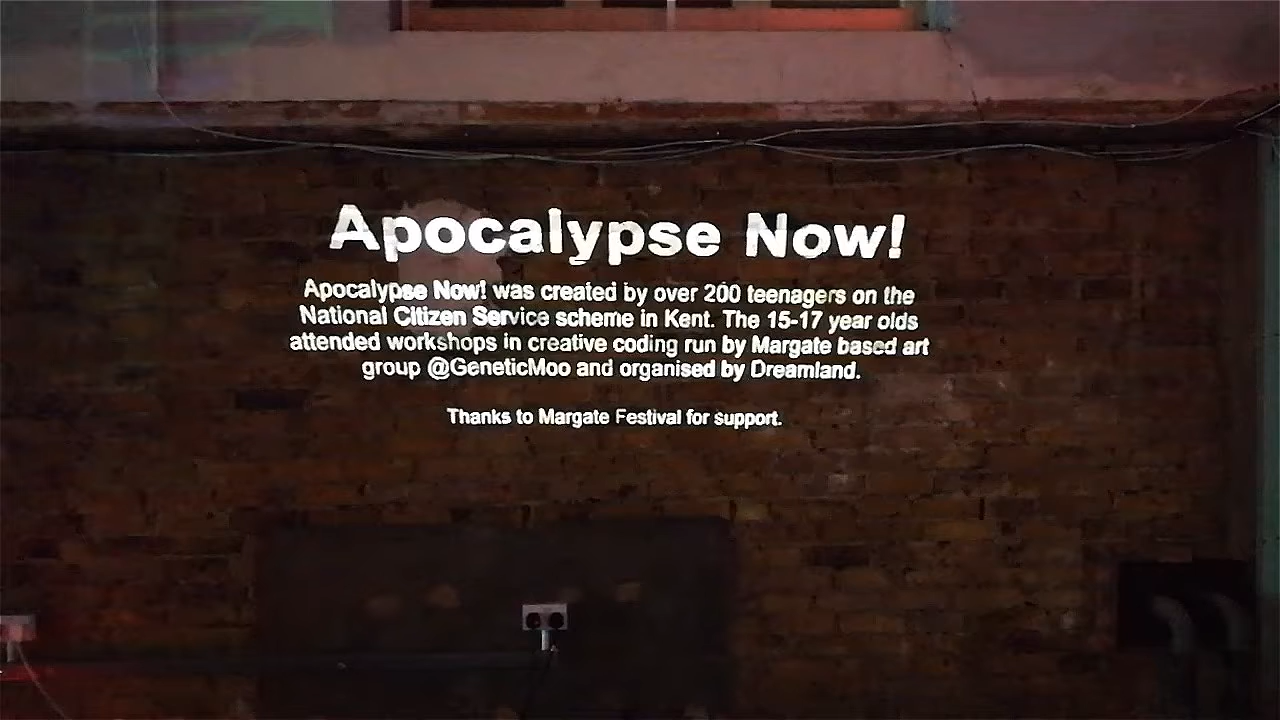 Apocalypse Now!
Apocalypse Now! was created by over 200 teenagers on the
National Citizen Service scheme in Kent. The 15-17 year olds
attended workshops in creative coding run by Margate based art
group @GeneticMoo and organised by Dreamland.
Thanks to Margate Festival for support.